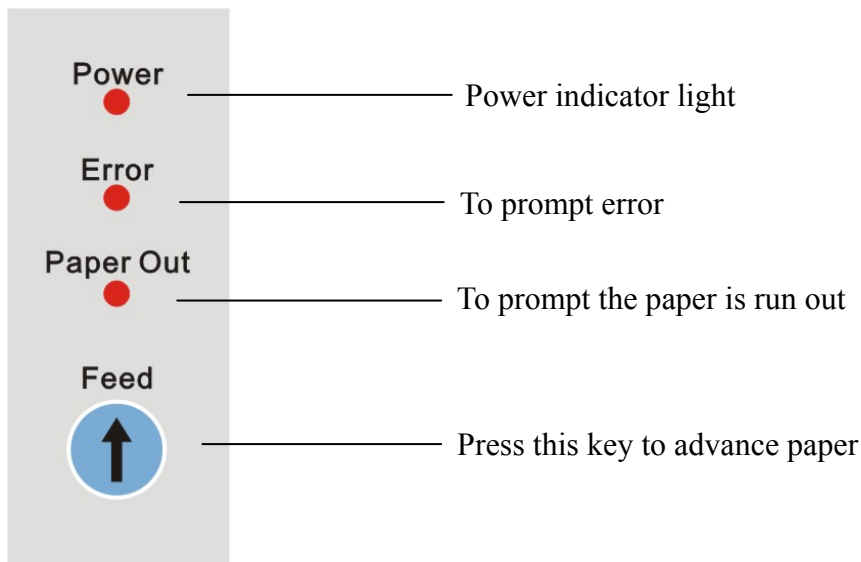 Power
Power indicator light
Error
To prompt error
Paper Out
To prompt the paper is run out
Feed
Press this key to advance paper